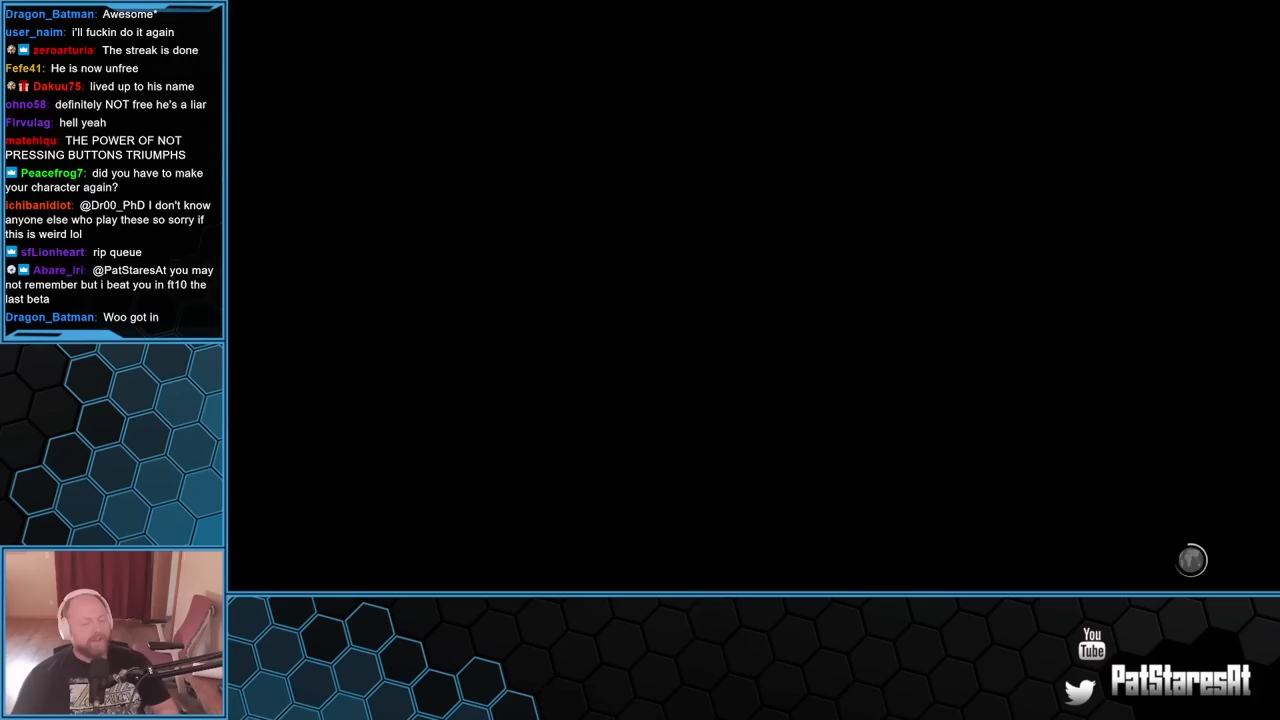 Dragon_Batman: Awesome*
user_naim: i'll fuckin do it again
zeroarturia: The streak is done
Fefe41: He is now unfree
Dakuu75: lived up to his name
ohno58: definitely NOT free he's a liar
Firvulag: hell yeah
matehiqu: THE POWER OF NOT
PRESSING BUTTONS TRIUMPHS
Peacefrog7: did you have to make
your character again?
ichibanidiot: @Dr00_PhD I don't know
anyone else who play these so sorry if
this is weird lol
sfLionheart: rip queue
Abare_Iri: @PatStaresAt you may
not remember but i beat you in ft10 the
last beta
Dragon_Batman: Woo got in
You
Tube
PatStaresAt